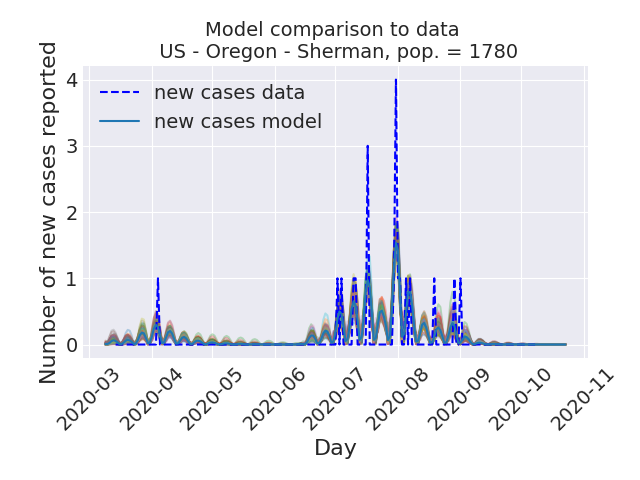 Model comparison to data
US - Oregon - Sherman, pop. = 1780
Number of new cases reported
4
3
2
1
0
new cases data
new cases model
2020-03
2020-04
2020-05
2020-06
2020-07
2020-08
2020-09
2020-10
2020-11
Day